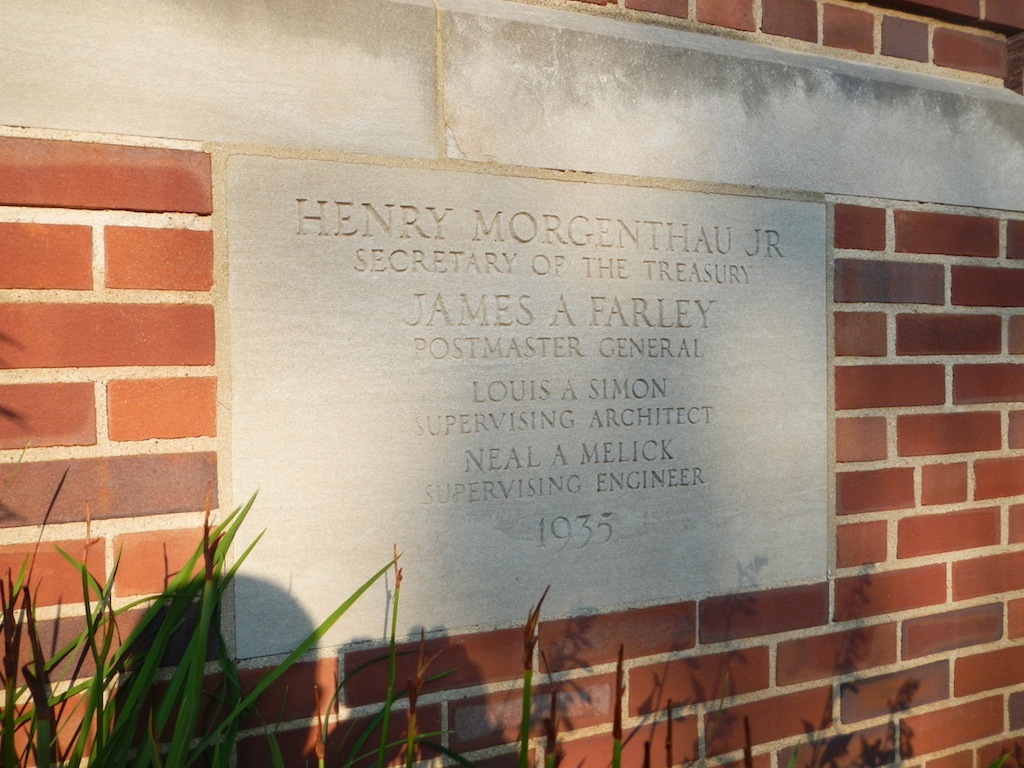 HENRY MORGENTHAU JR
SECRETARY OF THE TREASURY
JAMES A FARLEY
POSTMASTER GENERAL
LOUIS A SIMON
SUPERVISING ARCHITECT
NEAL A MELICK
SUPERVISING ENGINEER
1935